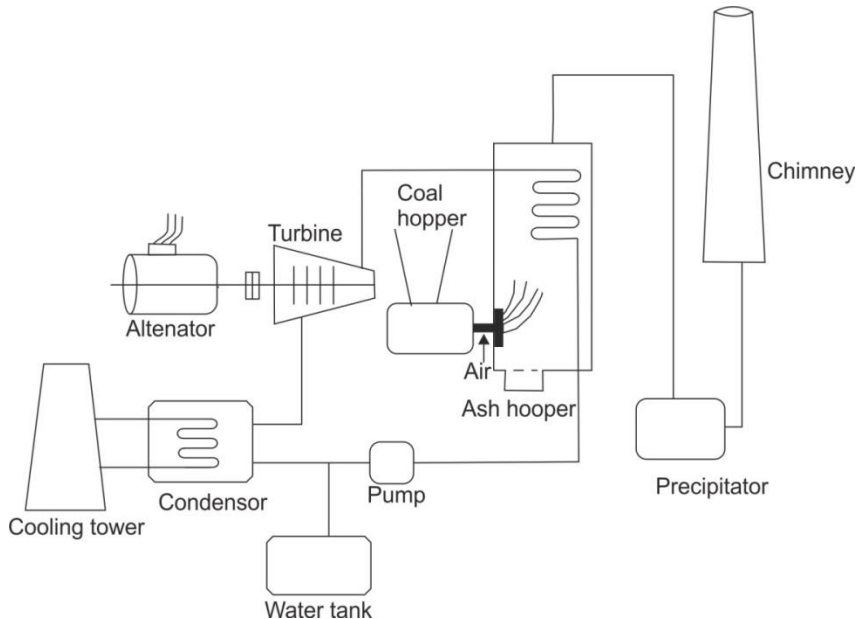 Chimney
Coal
hopper
Turbine
Altenator
Air
Ash hooper
Precipitator
Pump
Condensor
Cooling tower
Water tank